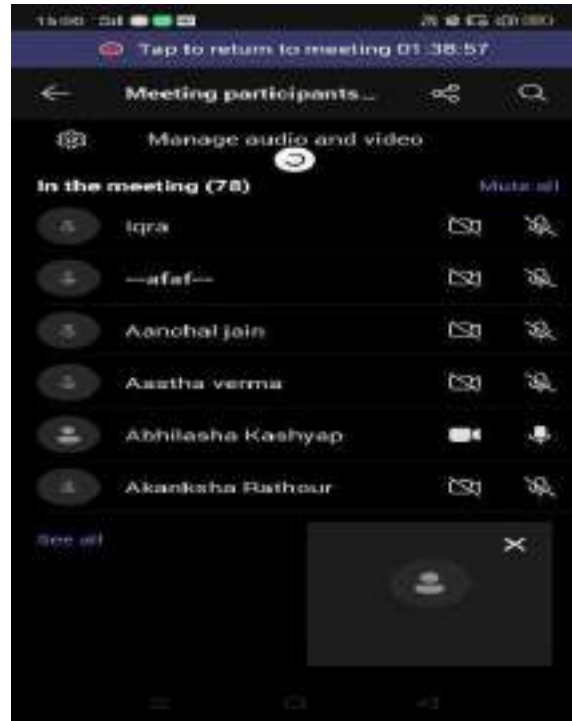 Tap to return to meeting 01:38:57
Meeting participants...
Manage audio and video
In the meeting (78) Mute all
Iqra
---afaf---
Aanchal jain
Aastha verma
Abhilasha Kashyap
Akanksha Rathour
See all